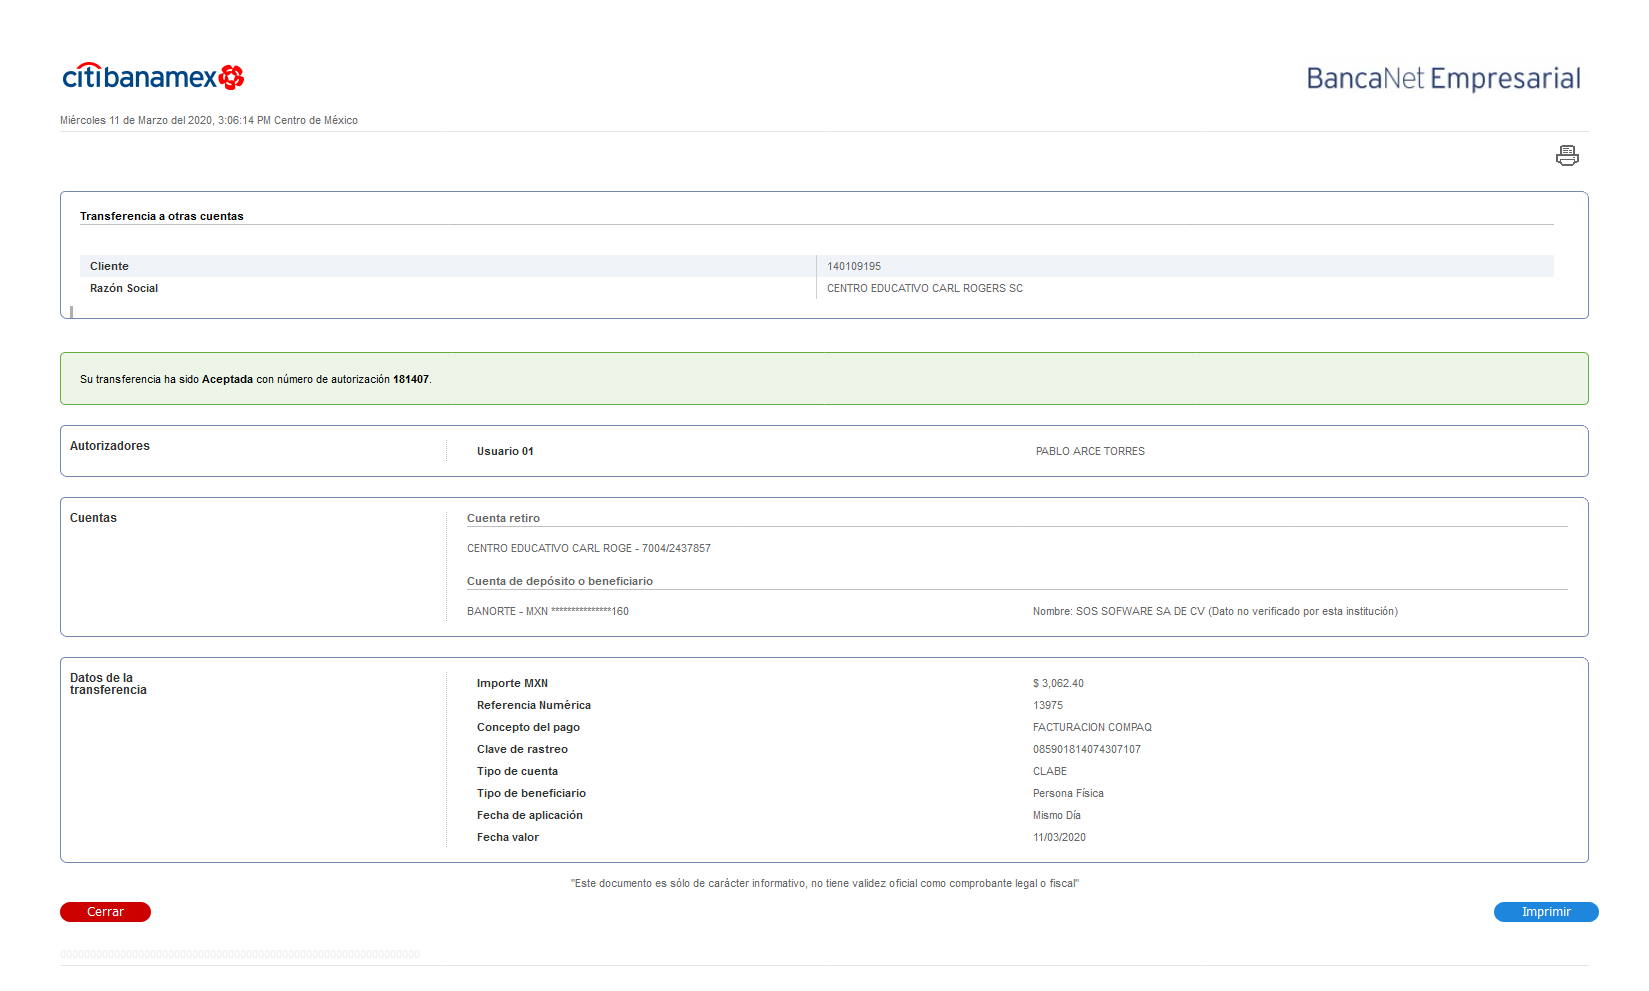 citibanamex
BancaNet Empresarial
Miércoles 11 de Marzo del 2020, 3:06:14 PM Centro de México
Transferencia a otras cuentas
Cliente 140109195
Razón Social CENTRO EDUCATIVO CARL ROGERS SC
Su transferencia ha sido Aceptada con número de autorización 181407.
Autorizadores Usuario 01 PABLO ARCE TORRES
Cuentas Cuenta retiro
CENTRO EDUCATIVO CARL ROGE - 7004/2437857
Cuenta de depósito o beneficiario
BANORTE - MXN ***************160 Nombre: SOS SOFWARE SA DE CV (Dato no verificado por esta institución)
Datos de la
transferencia
Importe MXN $ 3,062.40
Referencia Numérica 13975
Concepto del pago FACTURACION COMPAQ
Clave de rastreo 085901814074307107
Tipo de cuenta CLABE
Tipo de beneficiario Persona Física
Fecha de aplicación Mismo Día
Fecha valor 11/03/2020
"Este documento es sólo de carácter informativo, no tiene validez oficial como comprobante legal o fiscal"
Cerrar
Imprimir